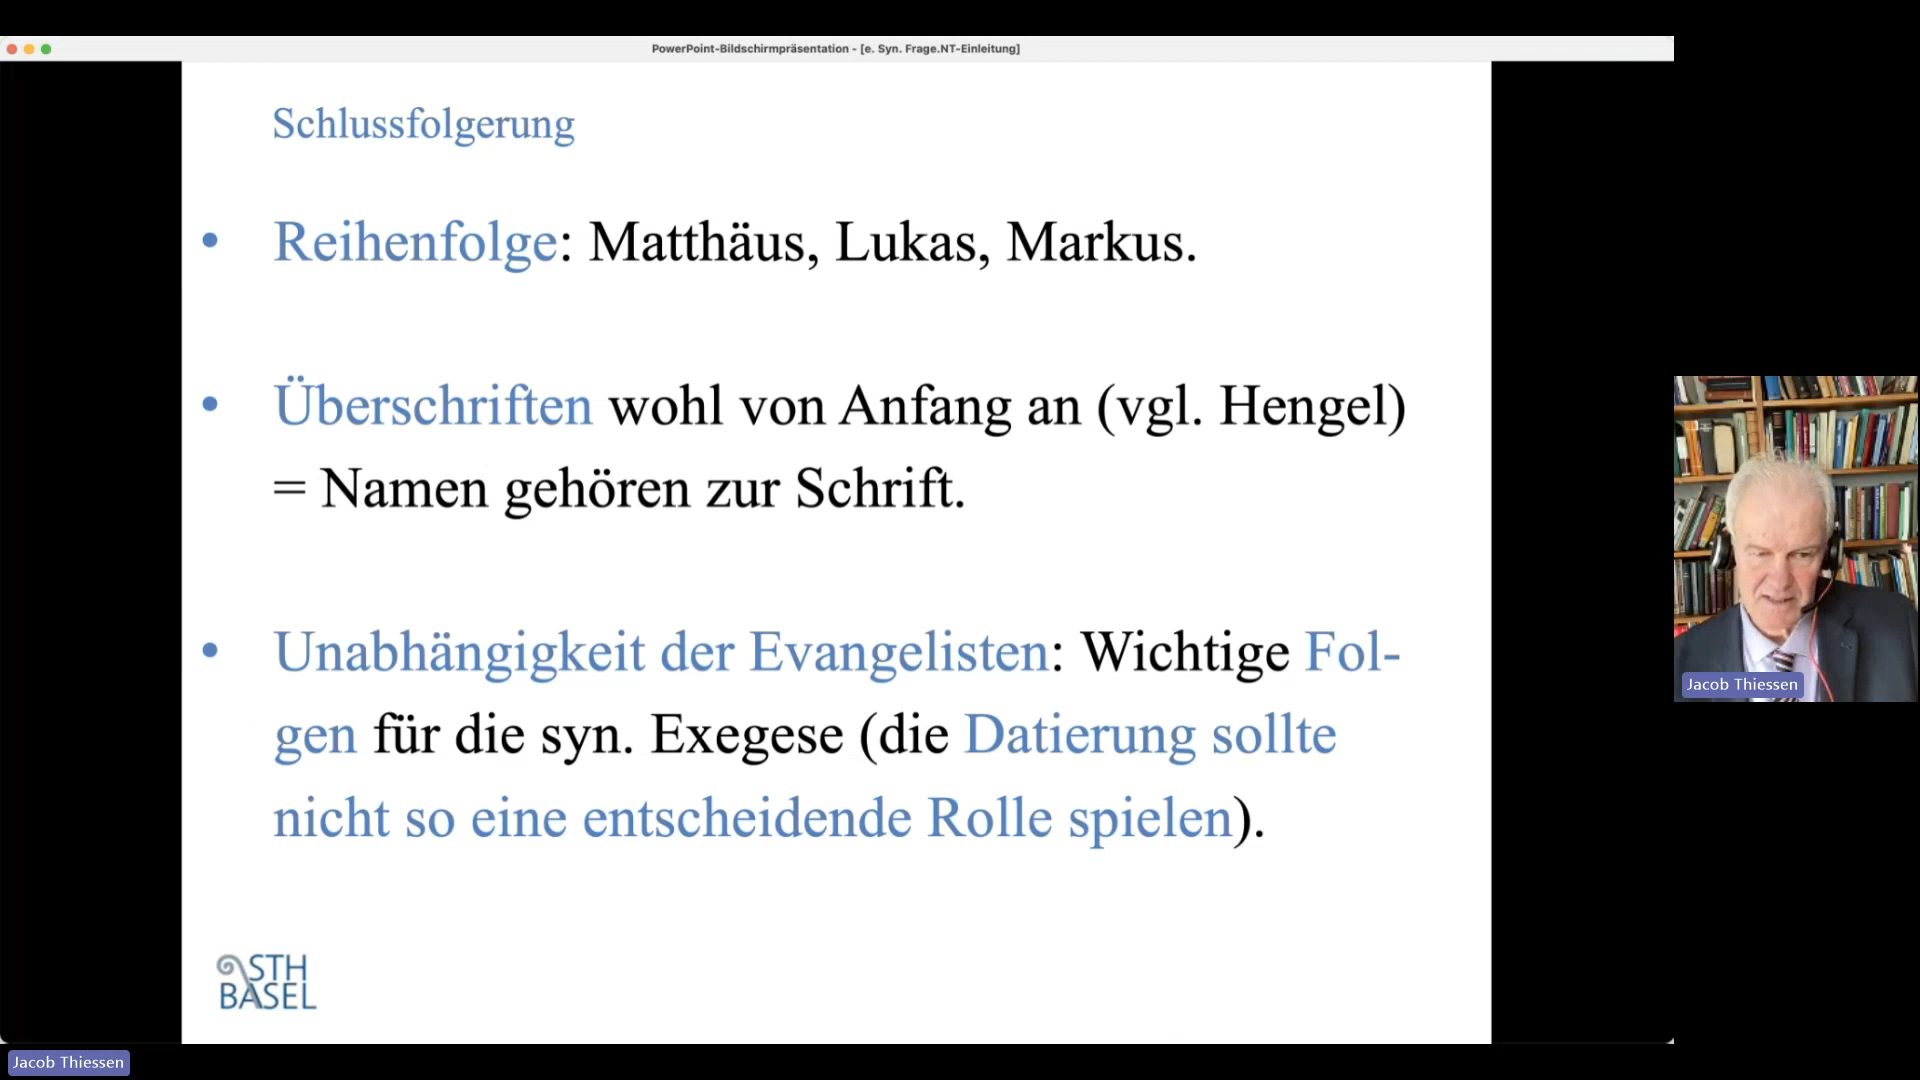 PowerPoint-Bildschirmpräsentation - [e. Syn. Frage.NT-Einleitung]
Schlussfolgerung
• Reihenfolge: Matthäus, Lukas, Markus.
• Überschriften wohl von Anfang an (vgl. Hengel)
= Namen gehören zur Schrift.
• Unabhängigkeit der Evangelisten: Wichtige Fol-
gen für die syn. Exegese (die Datierung sollte
nicht so eine entscheidende Rolle spielen).
STH
BASEL
Jacob Thiessen
Jacob Thiessen